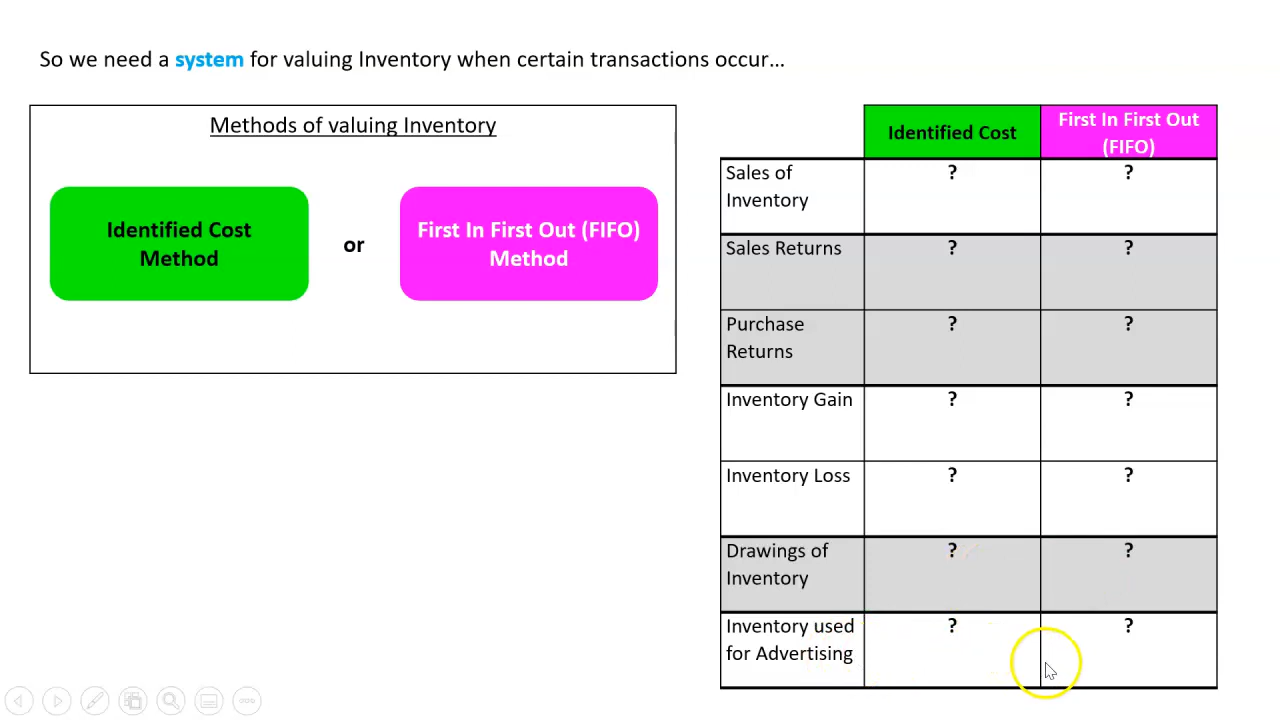 So we need a system for valuing Inventory when certain transactions occur…
Methods of valuing Inventory
Identified Cost
Method
or
First In First Out (FIFO)
Method
Identified Cost
First In First Out
(FIFO)
Sales of
Inventory
?
?
Sales Returns
?
?
Purchase
Returns
?
?
Inventory Gain
?
?
Inventory Loss
?
?
Drawings of
Inventory
?
?
Inventory used
for Advertising
?
?